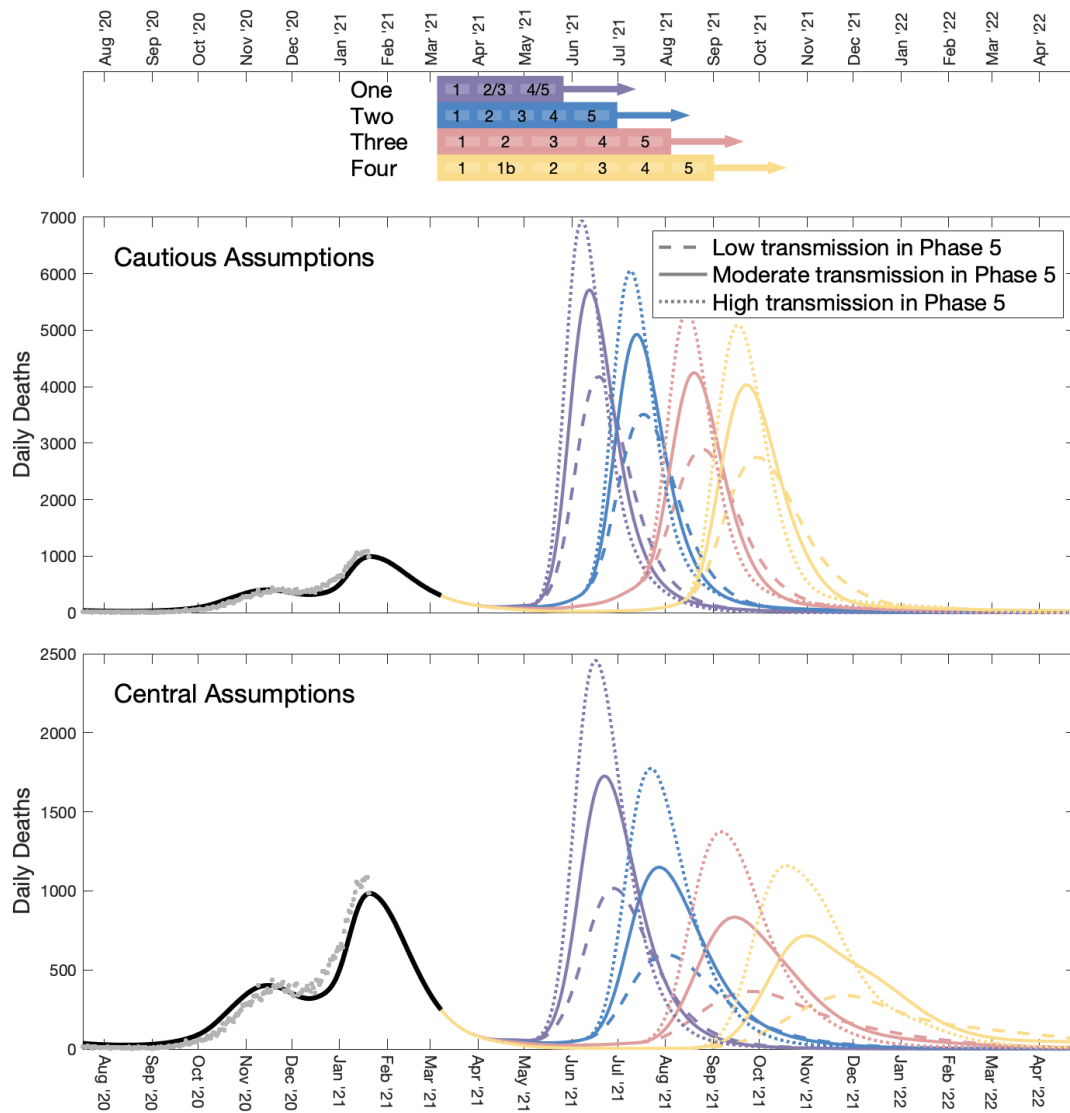 Aug '20 Sep '20 Oct '20 Nov '20 Dec '20 Jan '21 Feb '21 Mar '21 Apr '21 May '21 Jun '21 Jul '21 Aug '21 Sep '21 Oct '21 Nov '21 Dec '21 Jan '22 Feb '22 Mar '22 Apr '22
One 1 2/3 4/5
Two 1 2 3 4 5
Three 1 2 3 4 5
Four 1 1b 2 3 4 5
7000
Cautious Assumptions
Low transmission in Phase 5
Moderate transmission in Phase 5
High transmission in Phase 5
6000
5000
4000
Daily Deaths
3000
2000
1000
0
2500
Central Assumptions
2000
1500
Daily Deaths
1000
500
0
Aug '20 Sep '20 Oct '20 Nov '20 Dec '20 Jan '21 Feb '21 Mar '21 Apr '21 May '21 Jun '21 Jul '21 Aug '21 Sep '21 Oct '21 Nov '21 Dec '21 Jan '22 Feb '22 Mar '22 Apr '22